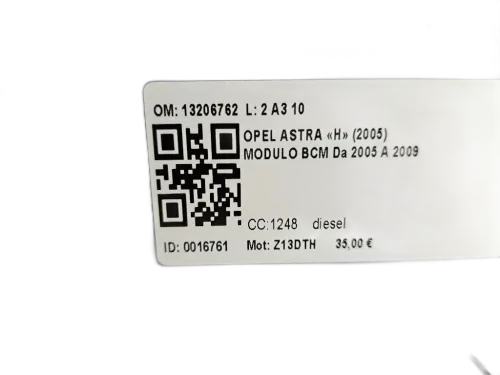 OM: 13206762 L: 2 A3 10
OPEL ASTRA «H» (2005)
MODULO BCM Da 2005 A 2009
CC:1248 diesel
ID: 0016761 Mot: Z13DTH 35,00 €